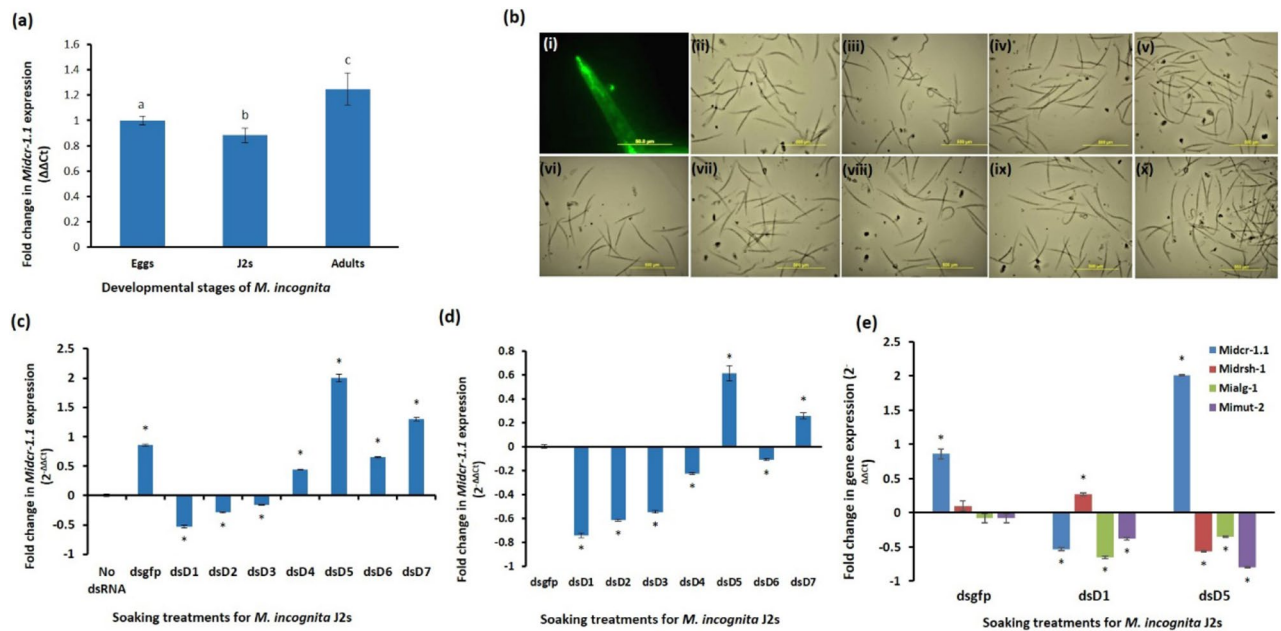 (a)
Fold change in Midcr-1.1 expression
(ΔΔCt)
1.6
1.4
1.2
1
0.8
0.6
0.4
0.2
0
a
b
c
Eggs J2s Adults
Developmental stages of M. incognita
(b)
(i) (ii) (iii) (iv) (v)
(vi) (vii) (viii) (ix) (x)
(c)
Fold change in Midcr-1.1 expression
(2-ΔΔCt)
2.5
2
1.5
1
0.5
0
-0.5
-1
* * * * * * * *
No dsgfp dsD1 dsD2 dsD3 dsD4 dsD5 dsD6 dsD7
dsRNA
Soaking treatments for M. incognita J2s
(d)
Fold change in Midcr-1.1 expression
(2-ΔΔCt)
0.8
0.6
0.4
0.2
0
-0.2
-0.4
-0.6
-0.8
-1
* * * * * * *
dsgfp dsD1 dsD2 dsD3 dsD4 dsD5 dsD6 dsD7
Soaking treatments for M. incognita J2s
(e)
Fold change in gene expression (2-
ΔΔCt)
2.5
2
1.5
1
0.5
0
-0.5
-1
* * * * * * * *
Midcr-1.1
Midrsh-1
Mialg-1
Mimut-2
dsgfp dsD1 dsD5
Soaking treatments for M. incognita J2s